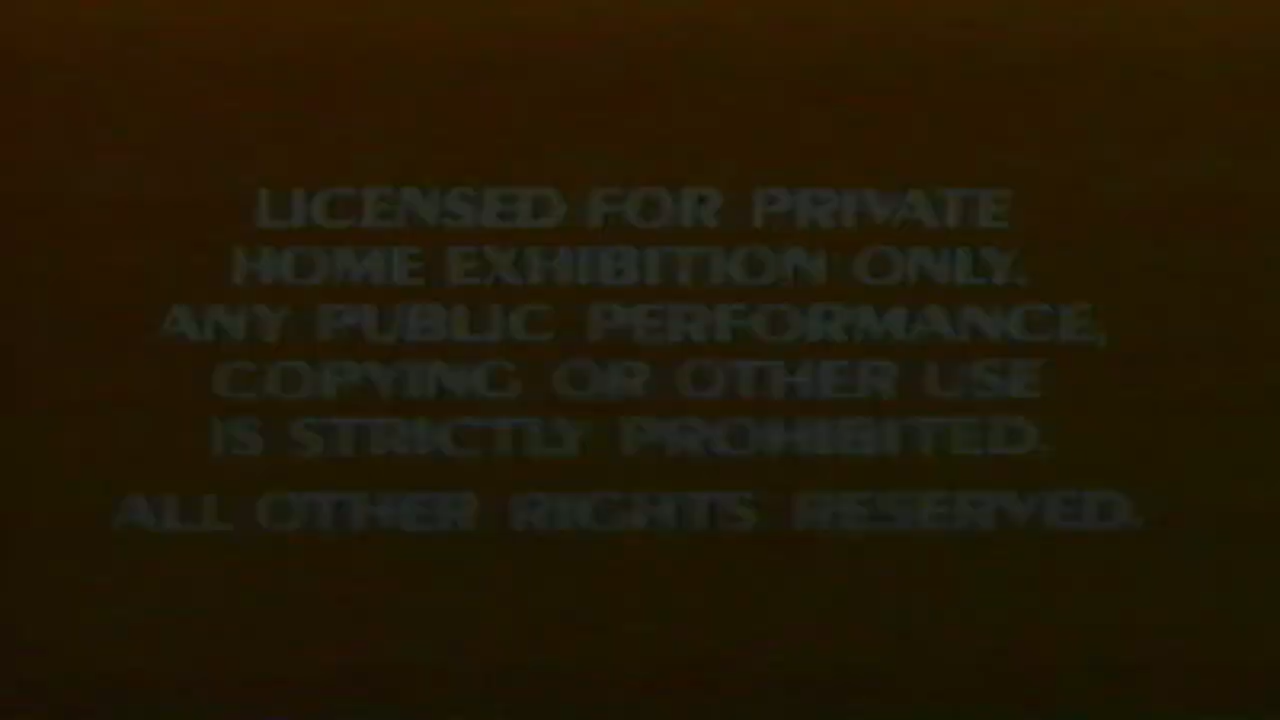 LICENSED FOR PRIVATE
HOME EXHIBITION ONLY.
ANY PUBLIC PERFORMANCE,
COPYING OR OTHER USE
IS STRICTLY PROHIBITED.
ALL OTHER RIGHTS RESERVED.